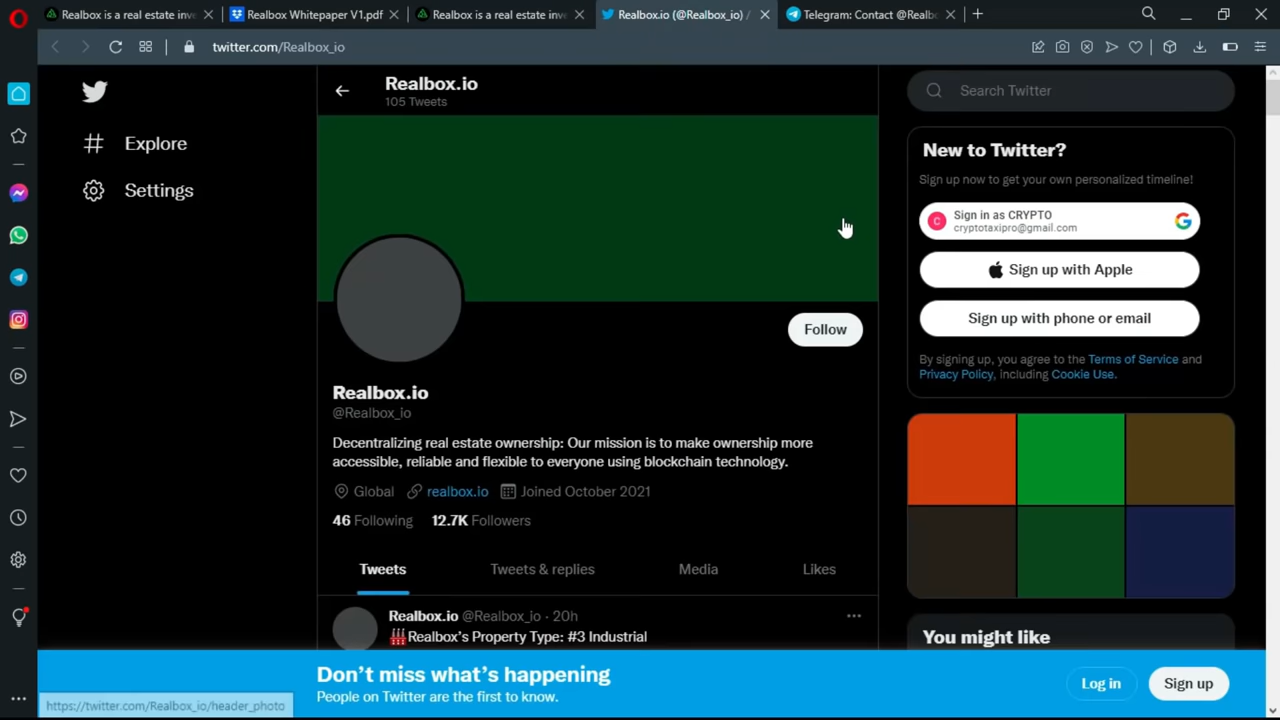 Realbox is a real estate inve
Realbox Whitepaper V1.pdf
Realbox is a real estate inve
Realbox.io (@Realbox_io) /
Telegram: Contact @Realbo
twitter.com/Realbox_io
Explore
Settings
Realbox.io
105 Tweets
Follow
Realbox.io
@Realbox_io
Decentralizing real estate ownership: Our mission is to make ownership more
accessible, reliable and flexible to everyone using blockchain technology.
Global realbox.io Joined October 2021
46 Following 12.7K Followers
Tweets
Tweets & replies
Media
Likes
Realbox.io @Realbox_io · 20h
Realbox's Property Type: #3 Industrial
Search Twitter
New to Twitter?
Sign up now to get your own personalized timeline!
C
Sign in as CRYPTO
cryptotaxipro@gmail.com
Sign up with Apple
Sign up with phone or email
By signing up, you agree to the Terms of Service and
Privacy Policy, including Cookie Use.
You might like
Don't miss what's happening
People on Twitter are the first to know.
Log in
Sign up
https://twitter.com/Realbox_io/header_photo